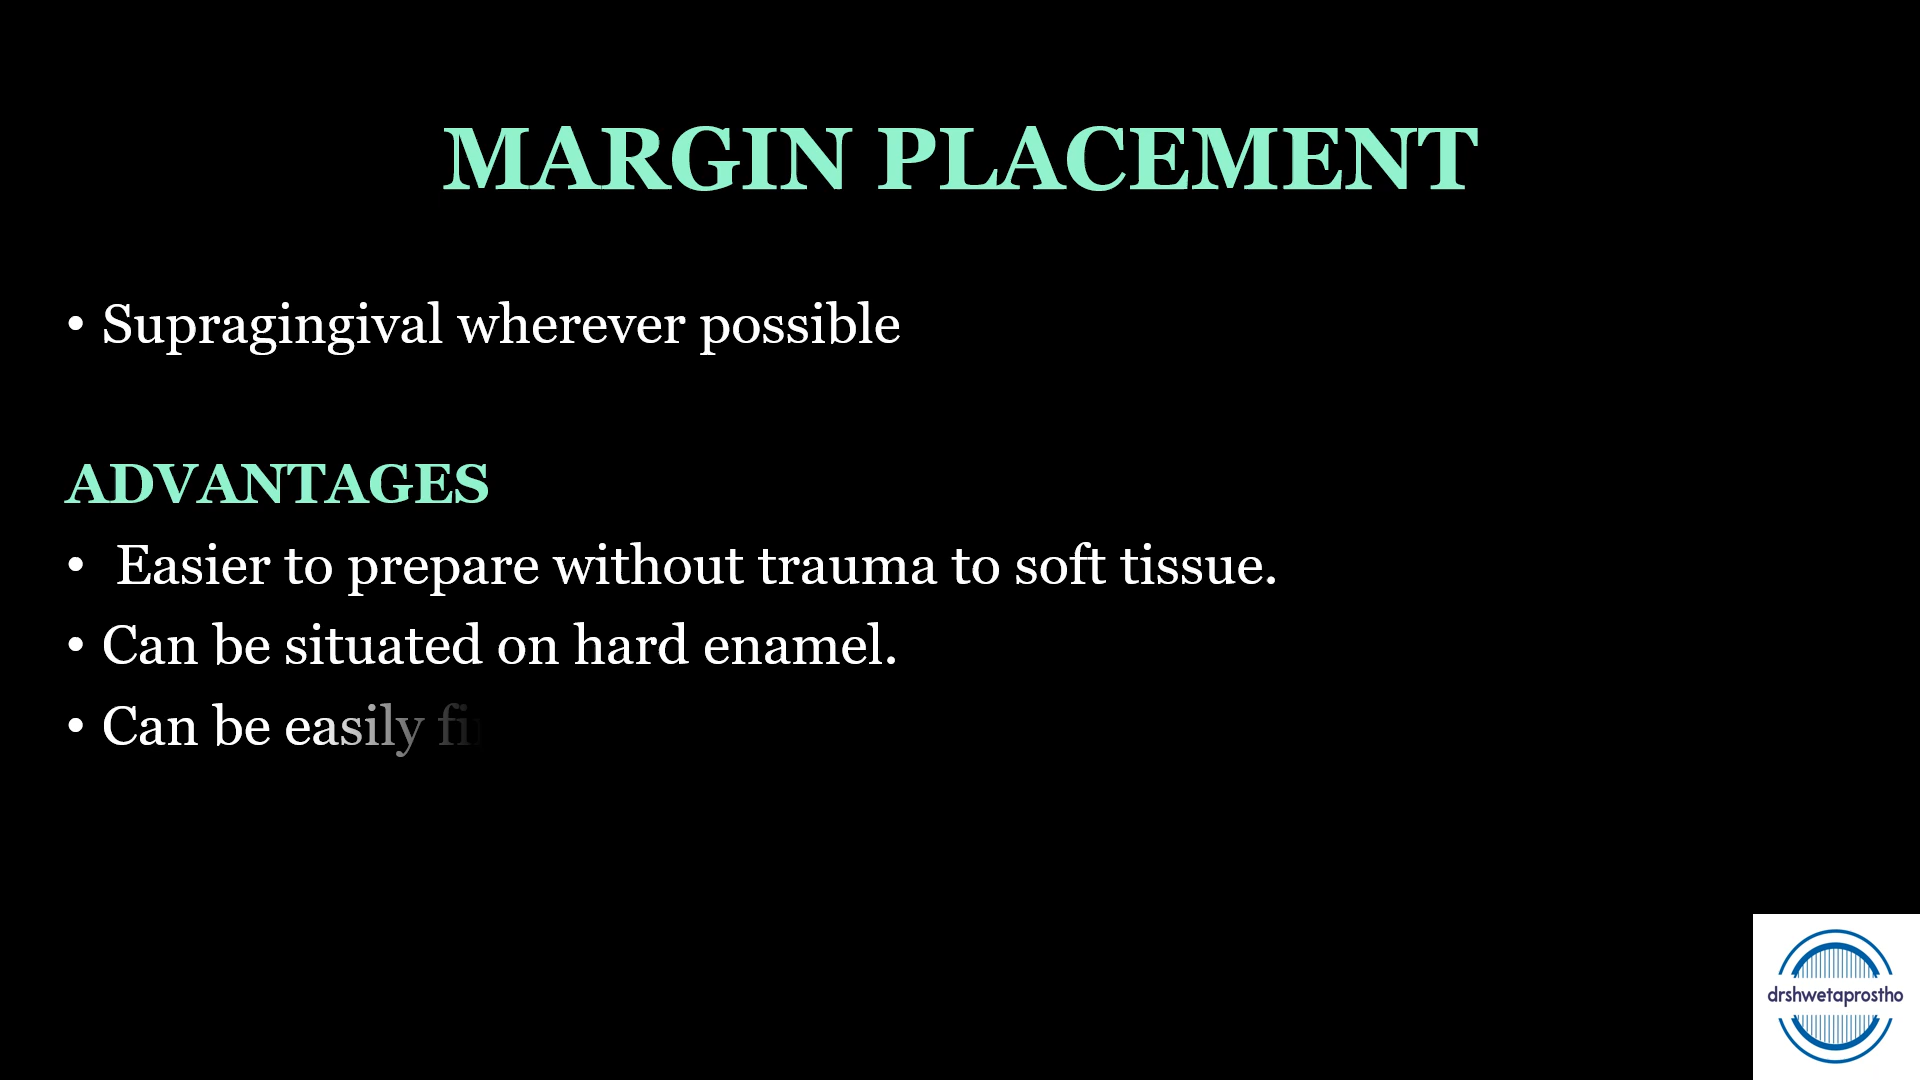 MARGIN PLACEMENT
• Supragingival wherever possible
ADVANTAGES
• Easier to prepare without trauma to soft tissue.
• Can be situated on hard enamel.
• Can be easily
drshwetaprostho